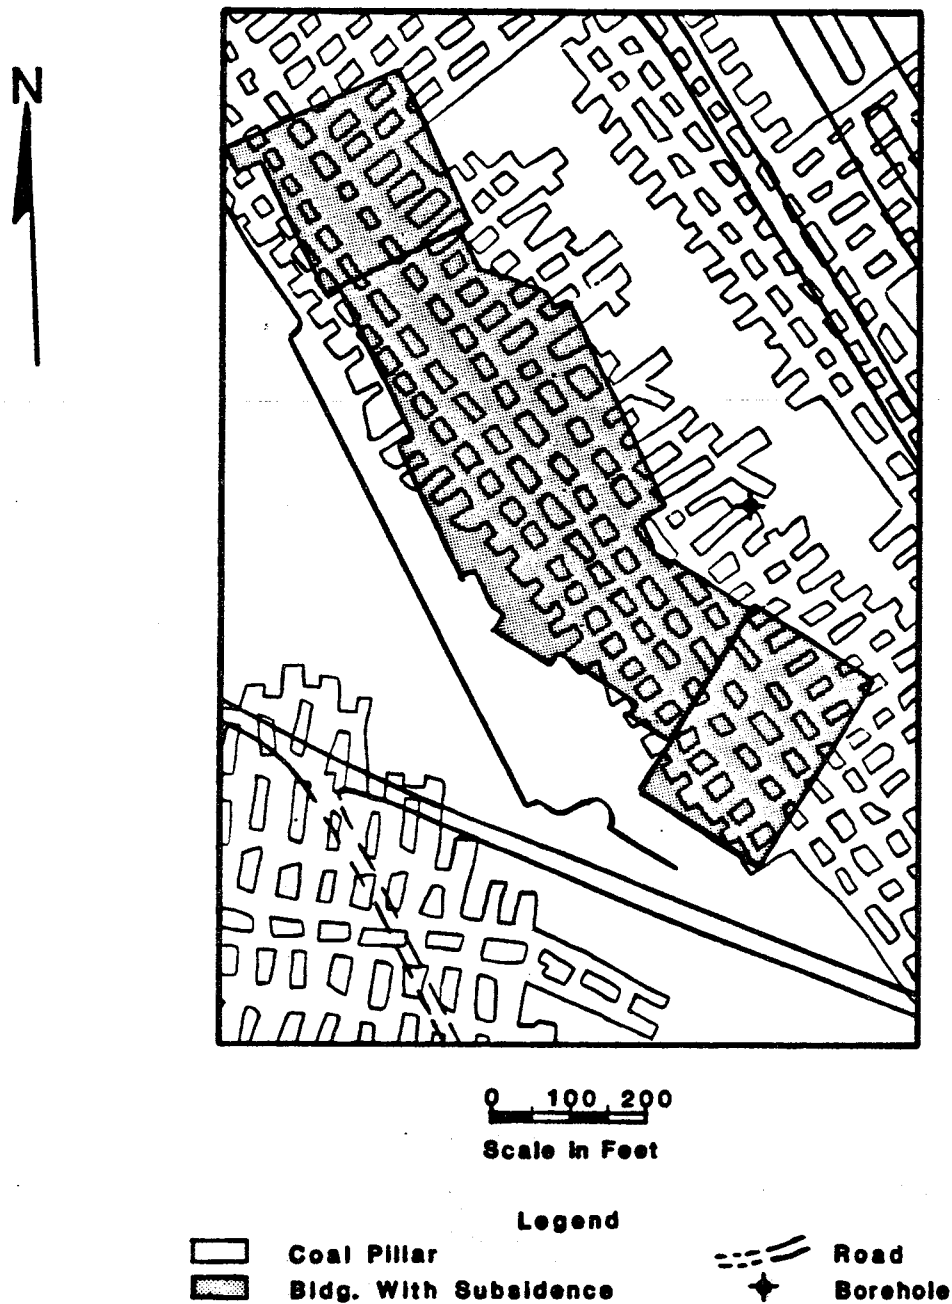 N
0 100 200
Scale in Feet
Legend
Coal Pillar
Road
Bldg. With Subsidence
Borehole